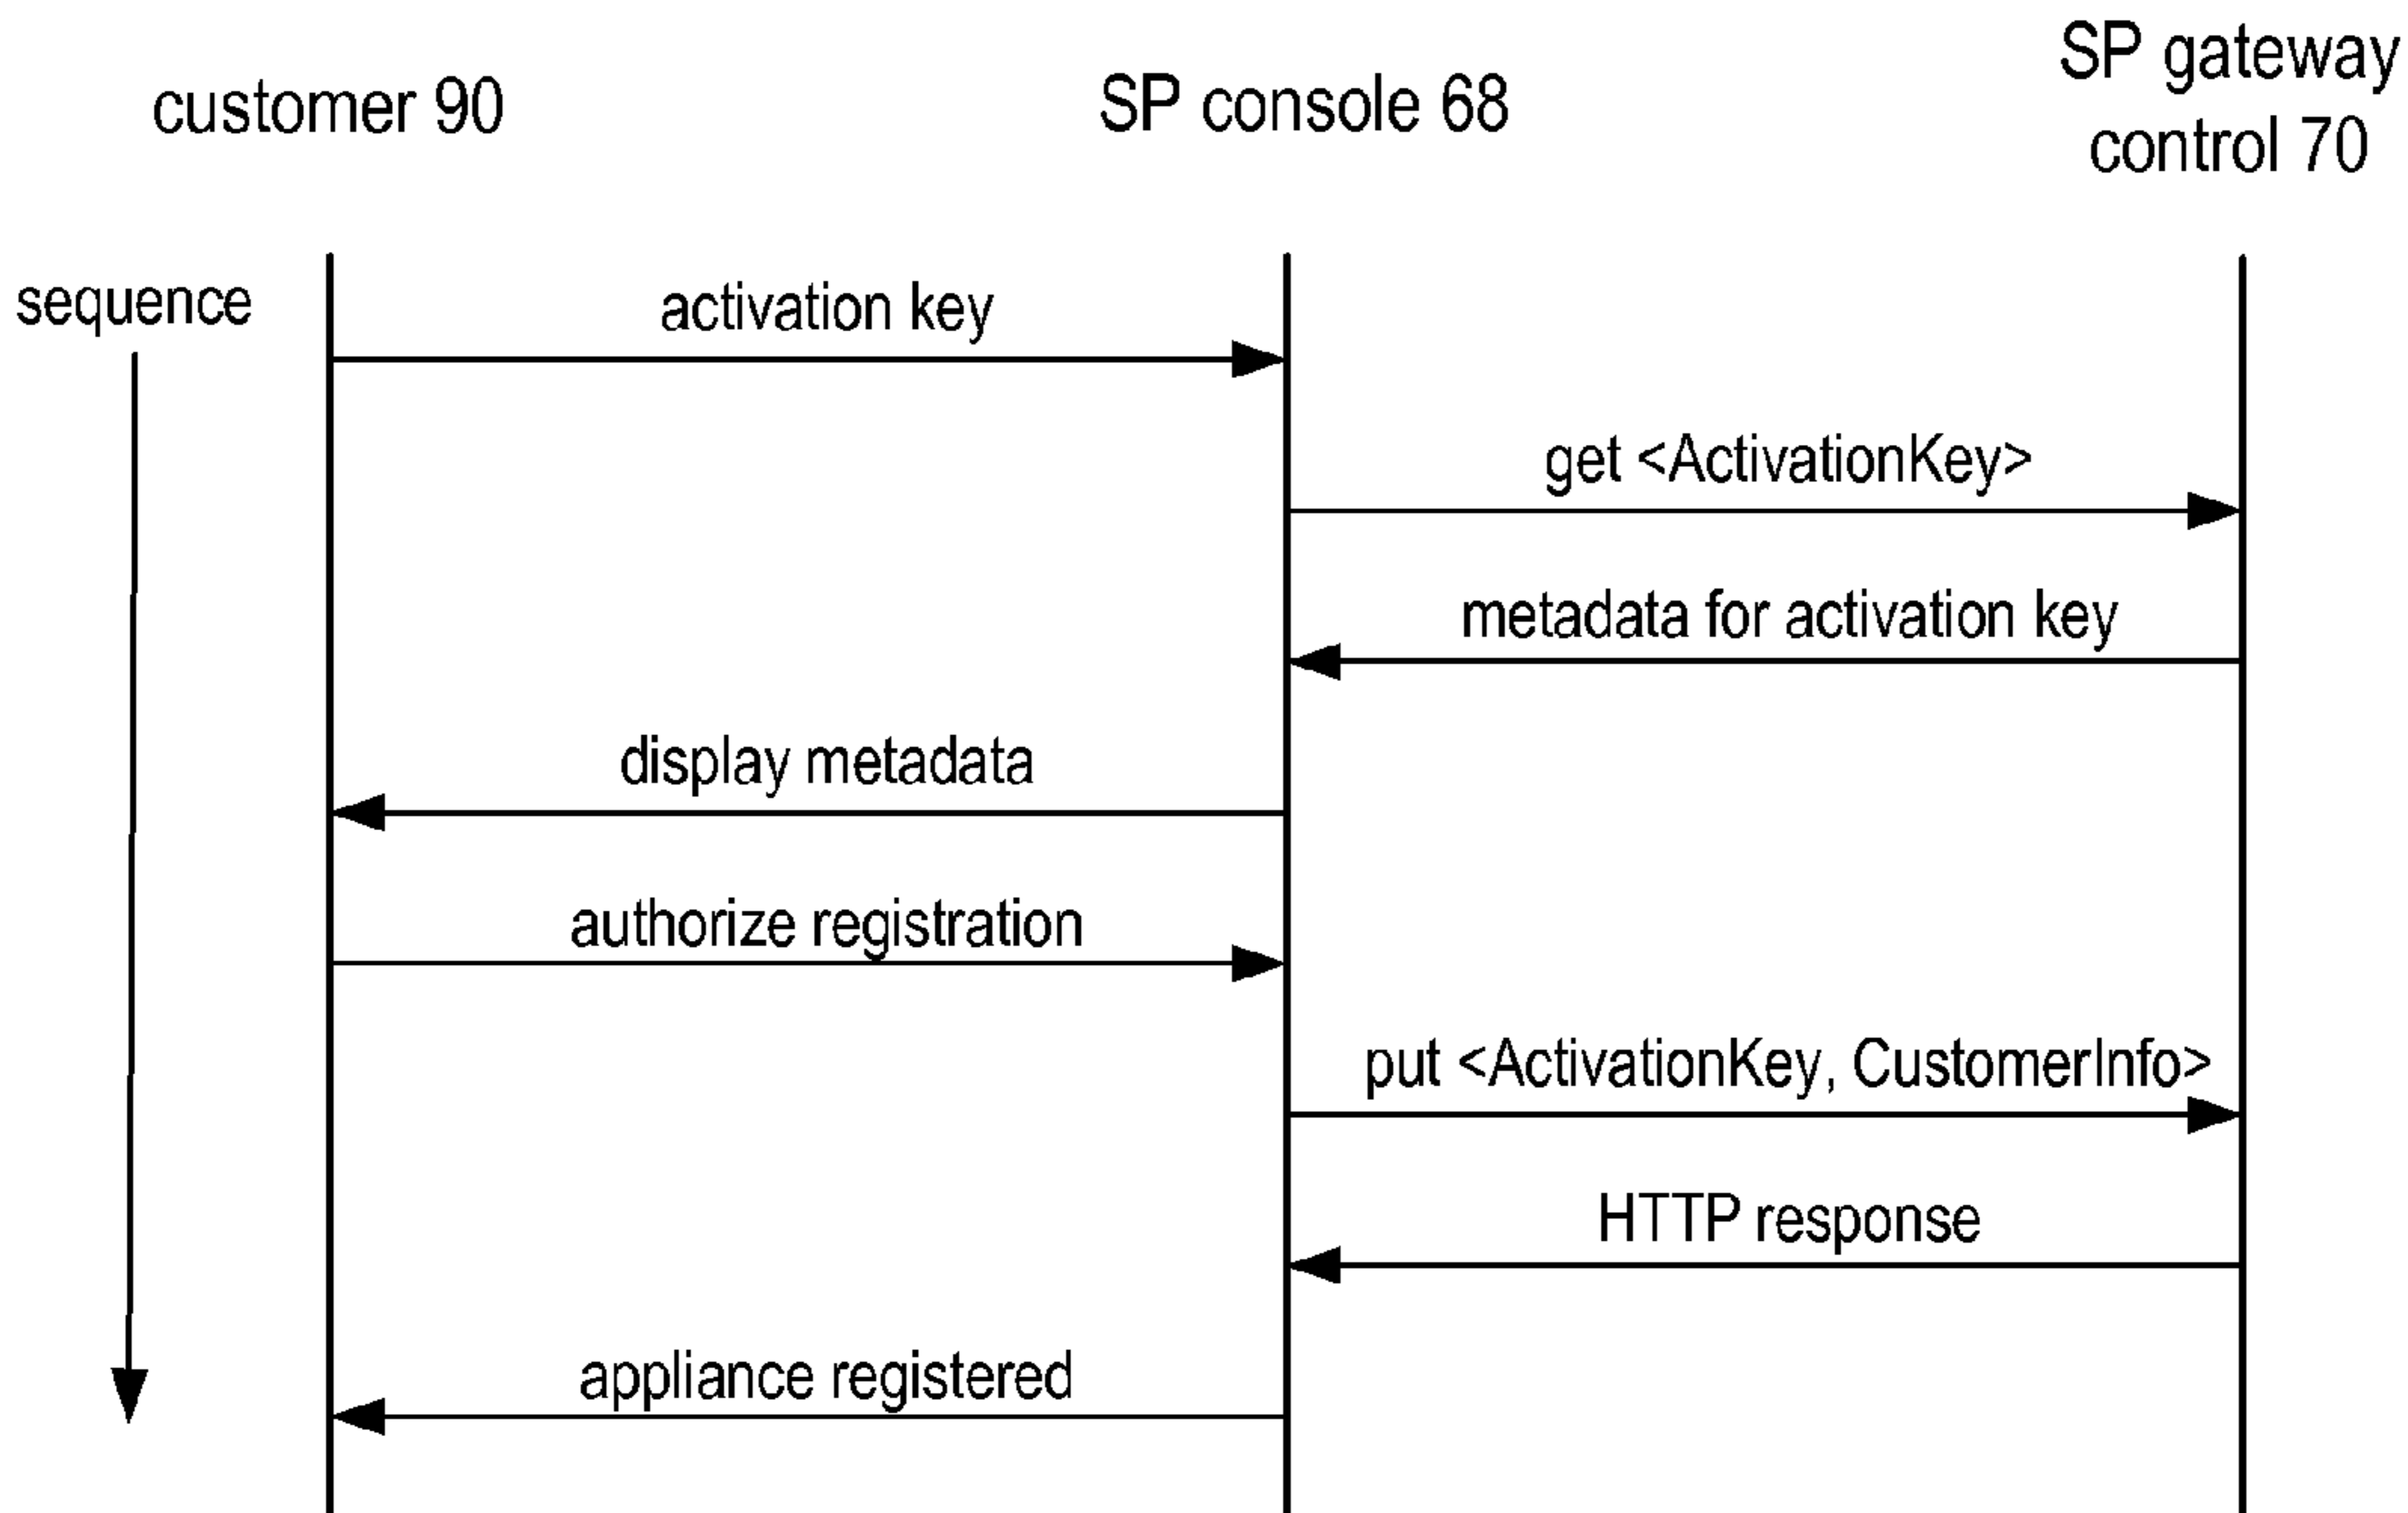 customer 90
SP console 68
SP gateway
control 70
sequence
activation key
get <ActivationKey>
metadata for activation key
display metadata
authorize registration
put <ActivationKey, CustomerInfo>
HTTP response
appliance registered